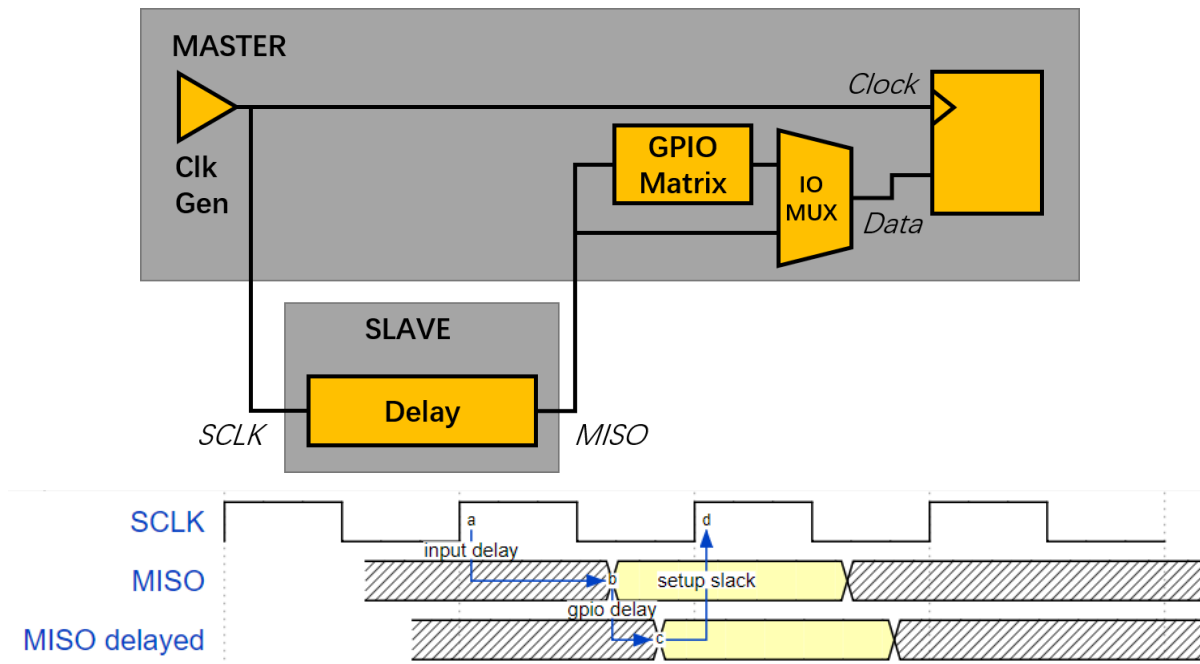 MASTER
Clk
Gen
Clock
GPIO
Matrix
IO
MUX
Data
SLAVE
Delay
SCLK
MISO
SCLK
a
d
input delay
MISO
b
setup slack
gpio delay
MISO delayed
c